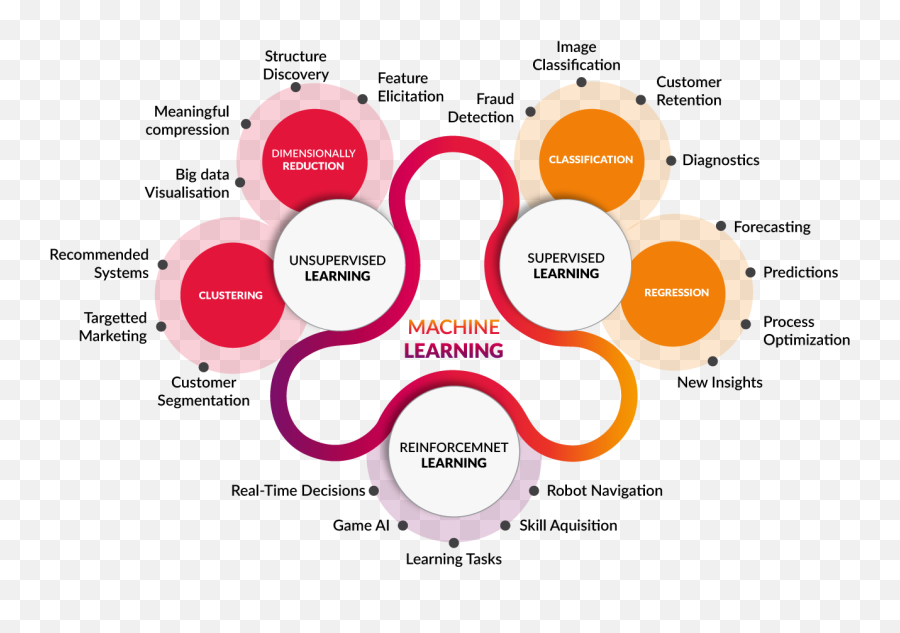 Structure
Discovery
Feature
Elicitation
Meaningful
compression
Big data
Visualisation
DIMENSIONALLY
REDUCTION
UNSUPERVISED
LEARNING
Recommended
Systems
CLUSTERING
Targetted
Marketing
Customer
Segmentation
Image
Classification
Customer
Retention
Fraud
Detection
CLASSIFICATION
Diagnostics
SUPERVISED
LEARNING
Forecasting
Predictions
REGRESSION
Process
Optimization
New Insights
MACHINE
LEARNING
REINFORCEMNET
LEARNING
Real-Time Decisions
Robot Navigation
Game AI
Skill Aquisition
Learning Tasks